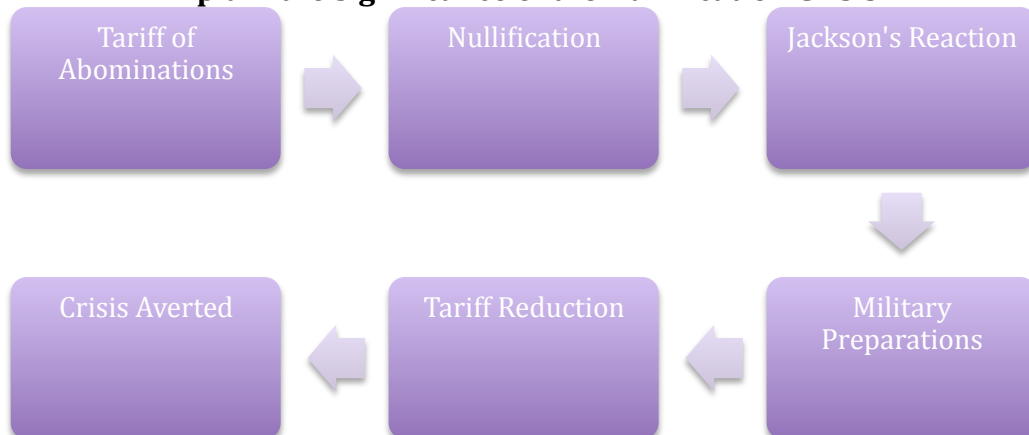 Tariff of
Abominations
Nullification
Jackson's Reaction
Military
Preparations
Tariff Reduction
Crisis Averted